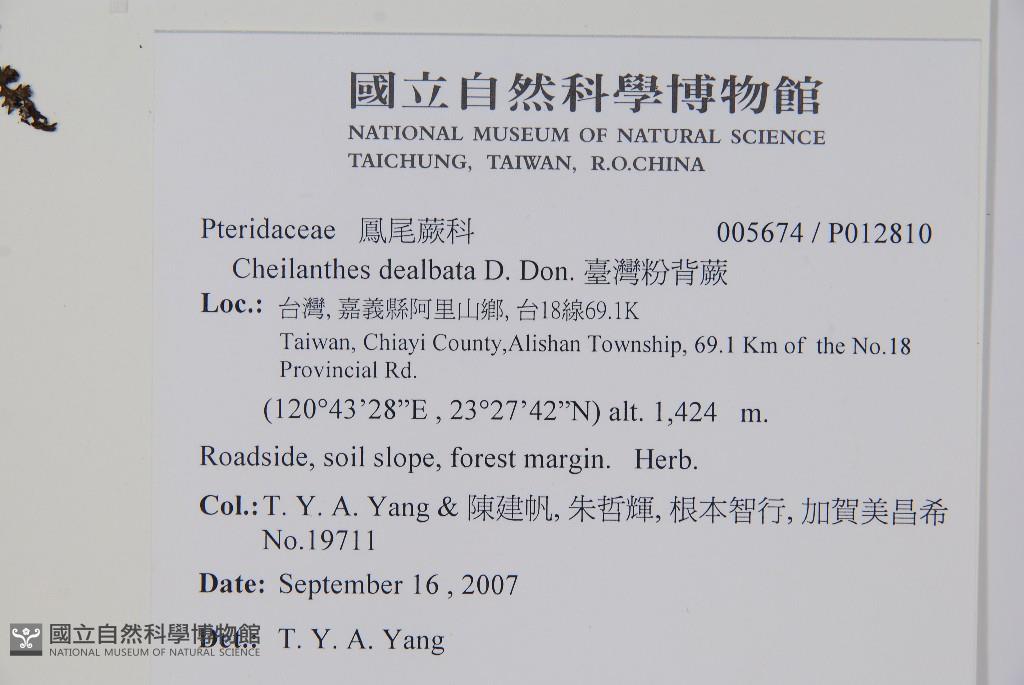 國立自然科學博物館
NATIONAL MUSEUM OF NATURAL SCIENCE
TAICHUNG, TAIWAN, R.O.CHINA
Pteridaceae 鳳尾蕨科 005674 / P012810
Cheilanthes dealbata D. Don. 臺灣粉背蕨
Loc.: 台灣, 嘉義縣阿里山鄉, 台18線69.1K
Taiwan, Chiayi County,Alishan Township, 69.1 Km of the No.18
Provincial Rd.
(120°43’28”E , 23°27’42”N) alt. 1,424 m.
Roadside, soil slope, forest margin. Herb.
Col.: T. Y. A. Yang & 陳建帆, 朱哲輝, 根本智行, 加賀美昌希
No.19711
Date: September 16 , 2007
Det.: T. Y. A. Yang
國立自然科學博物館
NATIONAL MUSEUM OF NATURAL SCIENCE